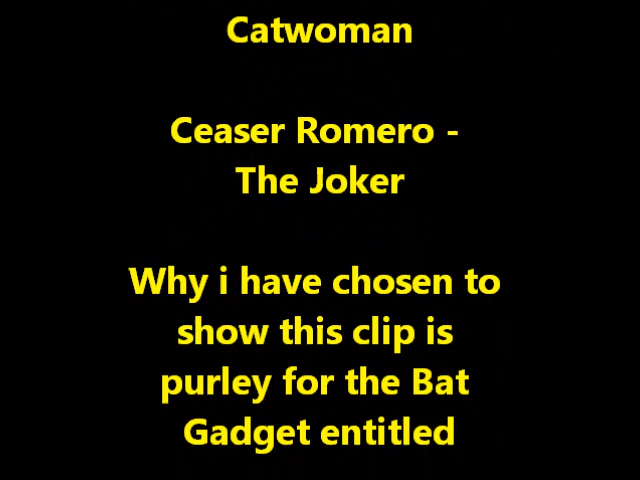 Catwoman
Ceaser Romero -
The Joker
Why i have chosen to
show this clip is
purley for the Bat
Gadget entitled